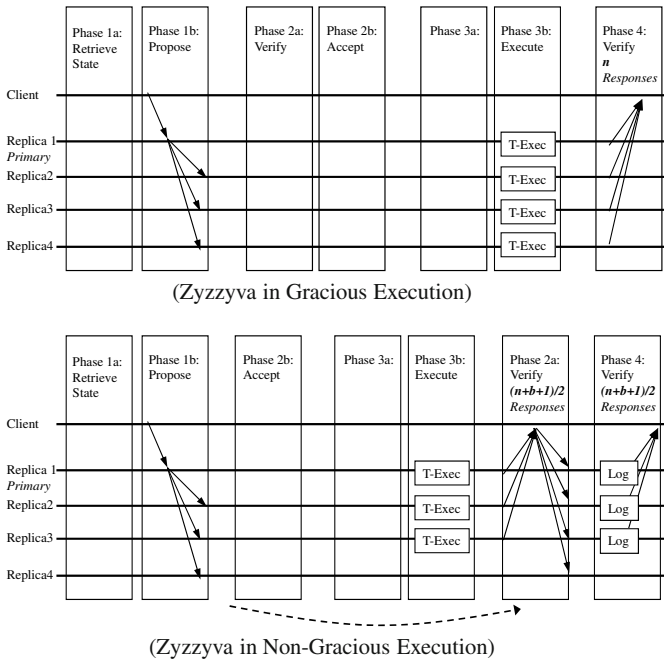 Phase 1a:
Retrieve
State
Phase 1b:
Propose
Phase 2a:
Verify
Phase 2b:
Accept
Phase 3a:
Phase 3b:
Execute
Phase 4:
Verify
n
Responses
Client
Replica 1
Primary
T-Exec
Replica2
T-Exec
Replica3
T-Exec
Replica4
T-Exec
(Zyzzyva in Gracious Execution)
Phase 1a:
Retrieve
State
Phase 1b:
Propose
Phase 2b:
Accept
Phase 3a:
Phase 3b:
Execute
Phase 2a:
Verify
(n+b+1)/2
Responses
Phase 4:
Verify
(n+b+1)/2
Responses
Client
Replica 1
Primary
T-Exec
Log
Replica2
T-Exec
Log
Replica3
T-Exec
Log
Replica4
(Zyzzyva in Non-Gracious Execution)